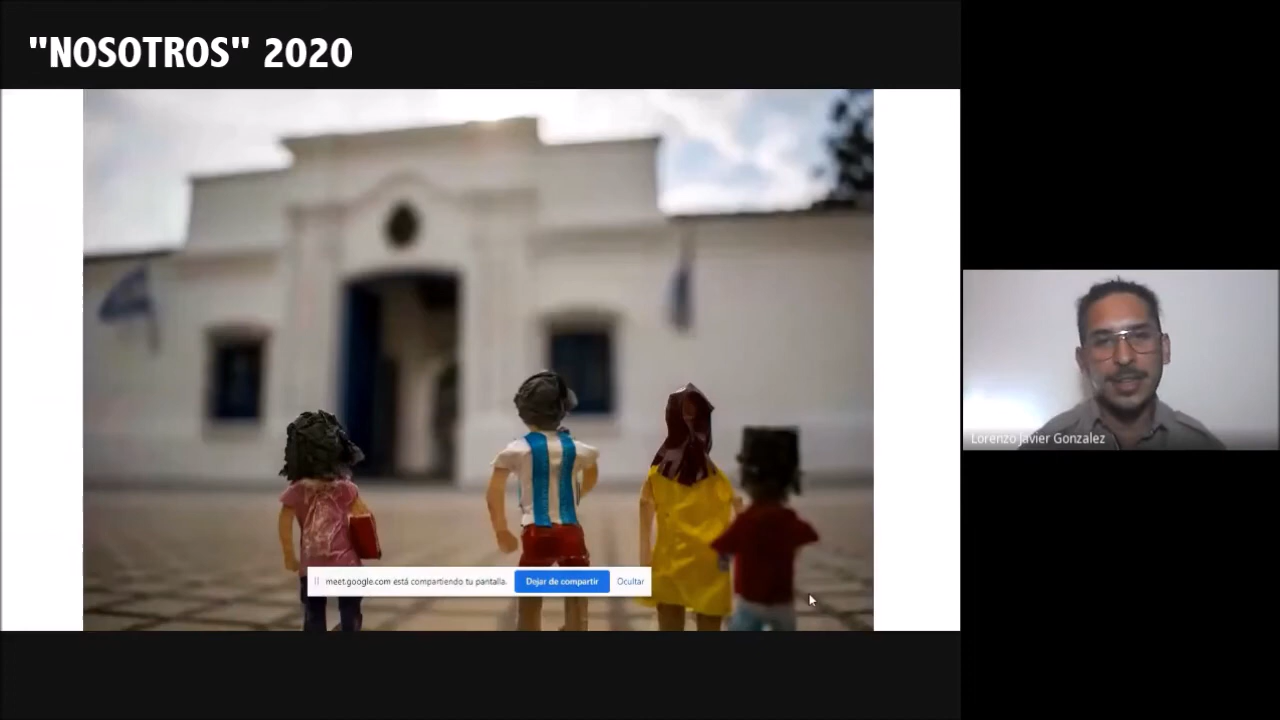 "NOSOTROS" 2020
meet.google.com está compartiendo tu pantalla.
Dejar de compartir
Ocultar
Lorenzo Javier Gonzalez